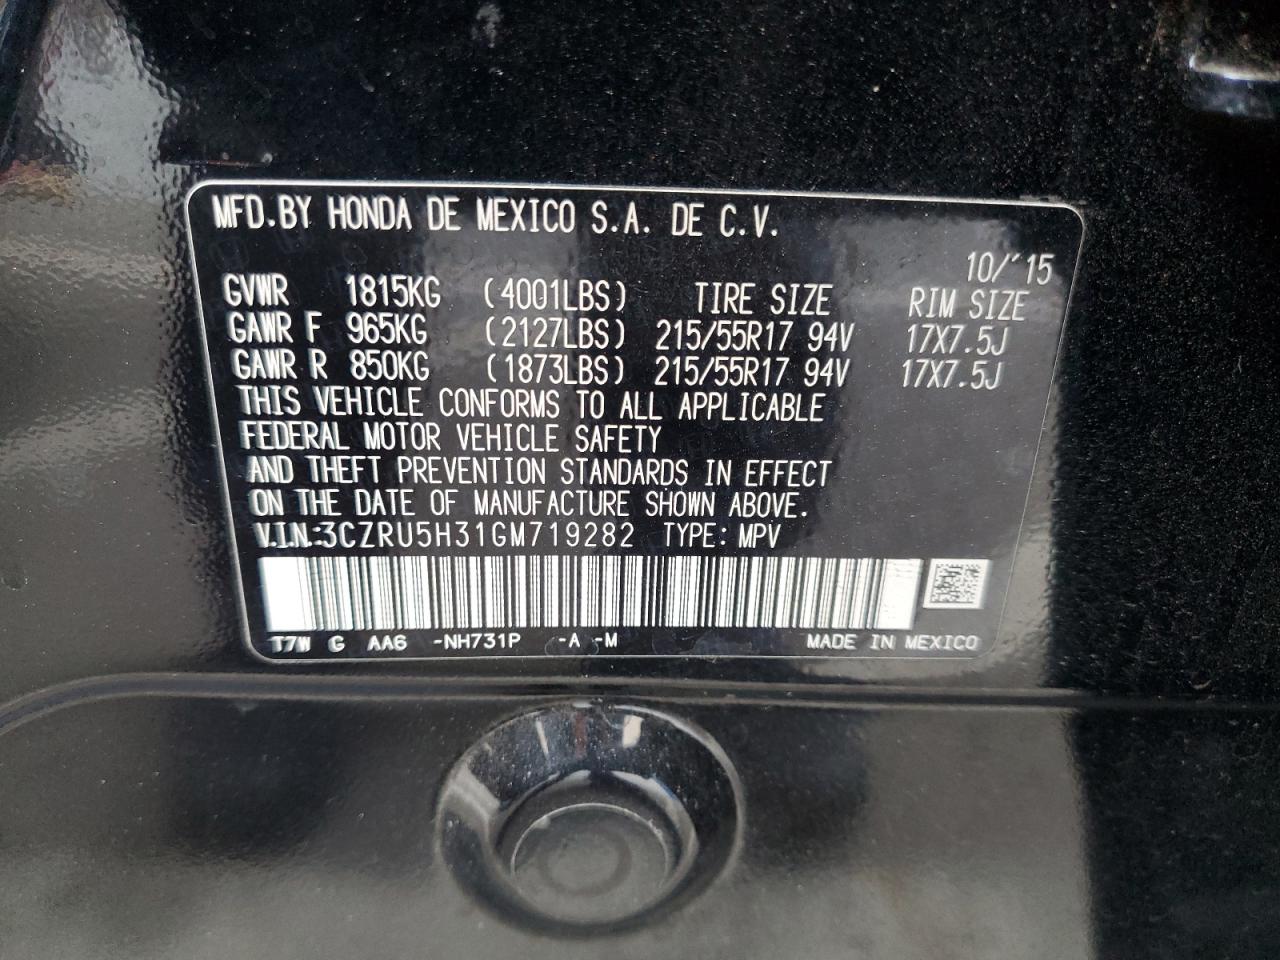 MFD.BY HONDA DE MEXICO S.A. DE C.V.
10/'15
GVWR 1815KG (4001LBS) TIRE SIZE RIM SIZE
GAWR F 965KG (2127LBS) 215/55R17 94V 17X7.5J
GAWR R 850KG (1873LBS) 215/55R17 94V 17X7.5J
THIS VEHICLE CONFORMS TO ALL APPLICABLE
FEDERAL MOTOR VEHICLE SAFETY
AND THEFT PREVENTION STANDARDS IN EFFECT
ON THE DATE OF MANUFACTURE SHOWN ABOVE.
V.I.N.:3CZRU5H31GM719282 TYPE: MPV
T7W G AA6 -NH731P -A -M MADE IN MEXICO